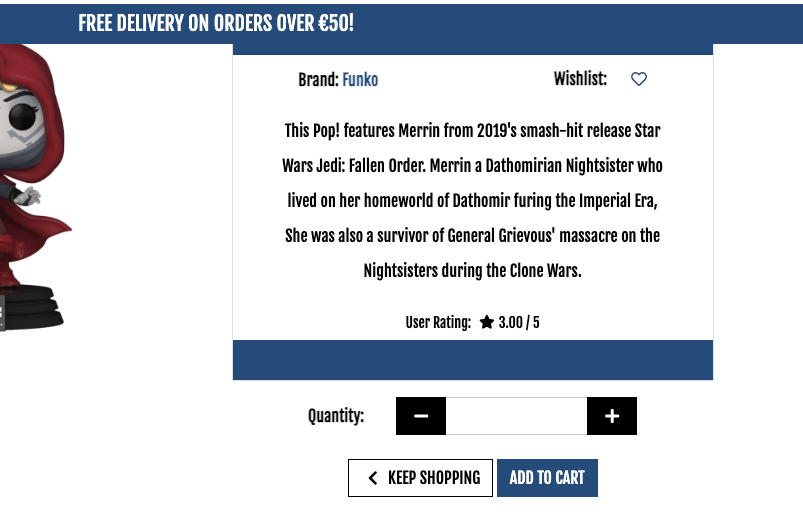 FREE DELIVERY ON ORDERS OVER €50!
Brand: Funko Wishlist:
This Pop! features Merrin from 2019's smash-hit release Star
Wars Jedi: Fallen Order. Merrin a Dathomirian Nightsister who
lived on her homeworld of Dathomir furing the Imperial Era,
She was also a survivor of General Grievous' massacre on the
Nightsisters during the Clone Wars.
User Rating: ★ 3.00 / 5
Quantity: − +
KEEP SHOPPING ADD TO CART